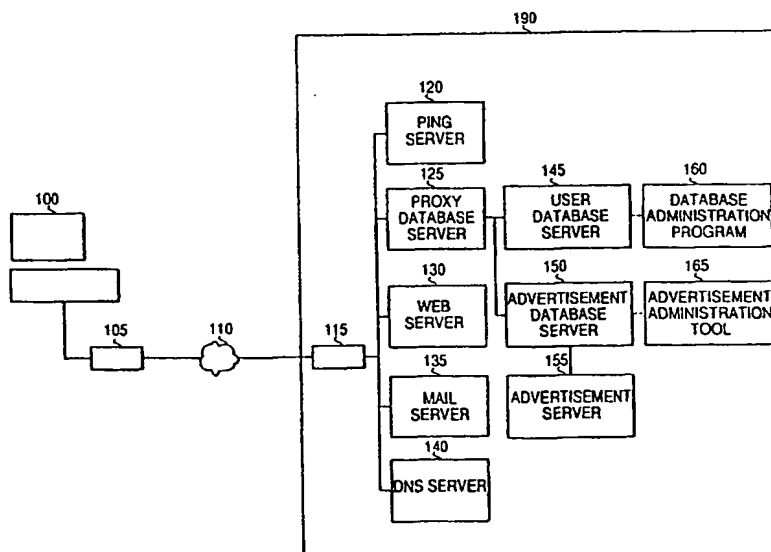 190
120
PING
SERVER
125
PROXY
DATABASE
SERVER
145
USER
DATABASE
SERVER
160
DATABASE
ADMINISTRATION
PROGRAM
100
130
WEB
SERVER
150
ADVERTISEMENT
DATABASE
SERVER
165
ADVERTISEMENT
ADMINISTRATION
TOOL
105
110
115
135
MAIL
SERVER
155
ADVERTISEMENT
SERVER
140
DNS SERVER